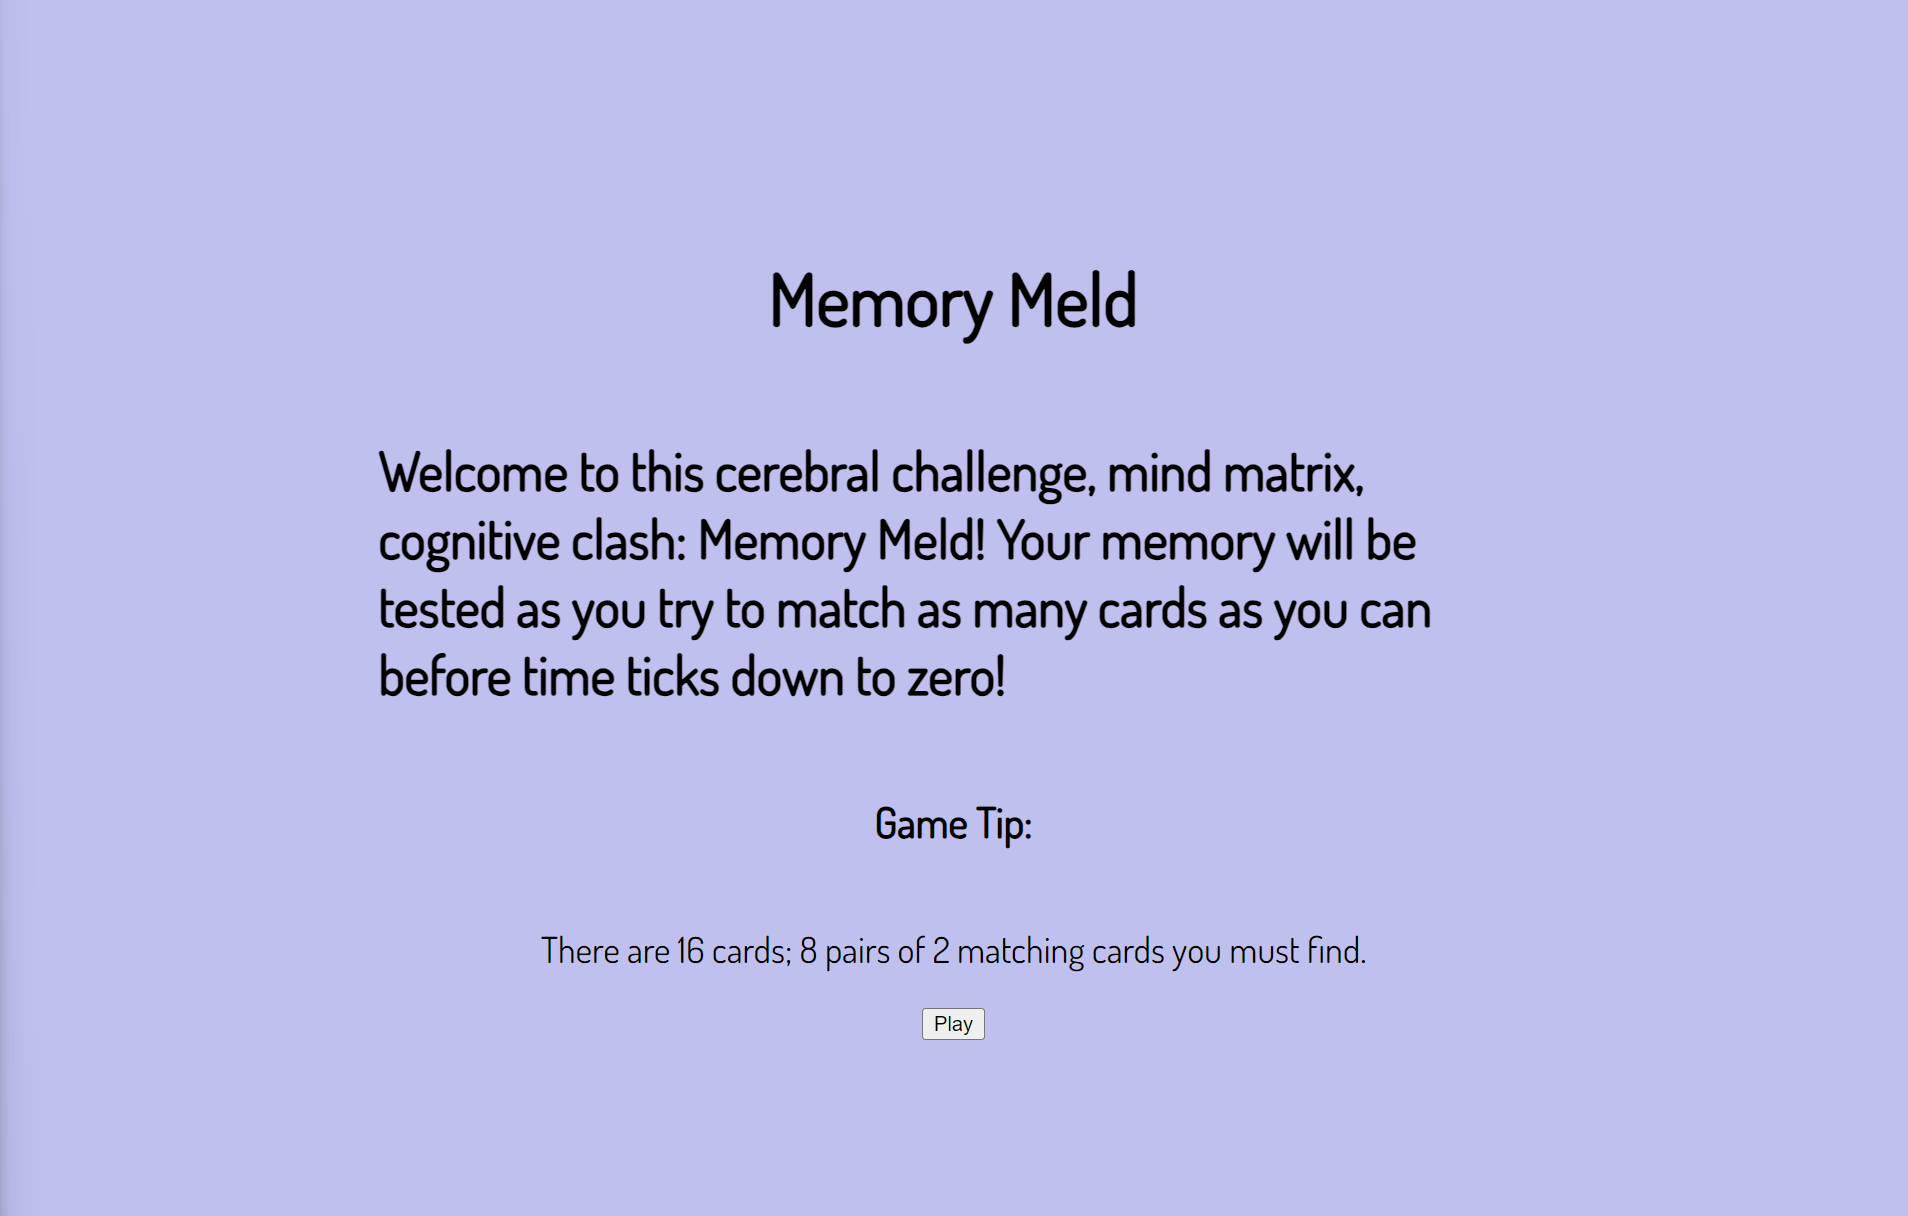 Memory Meld
Welcome to this cerebral challenge, mind matrix,
cognitive clash: Memory Meld! Your memory will be
tested as you try to match as many cards as you can
before time ticks down to zero!
Game Tip:
There are 16 cards; 8 pairs of 2 matching cards you must find.
Play